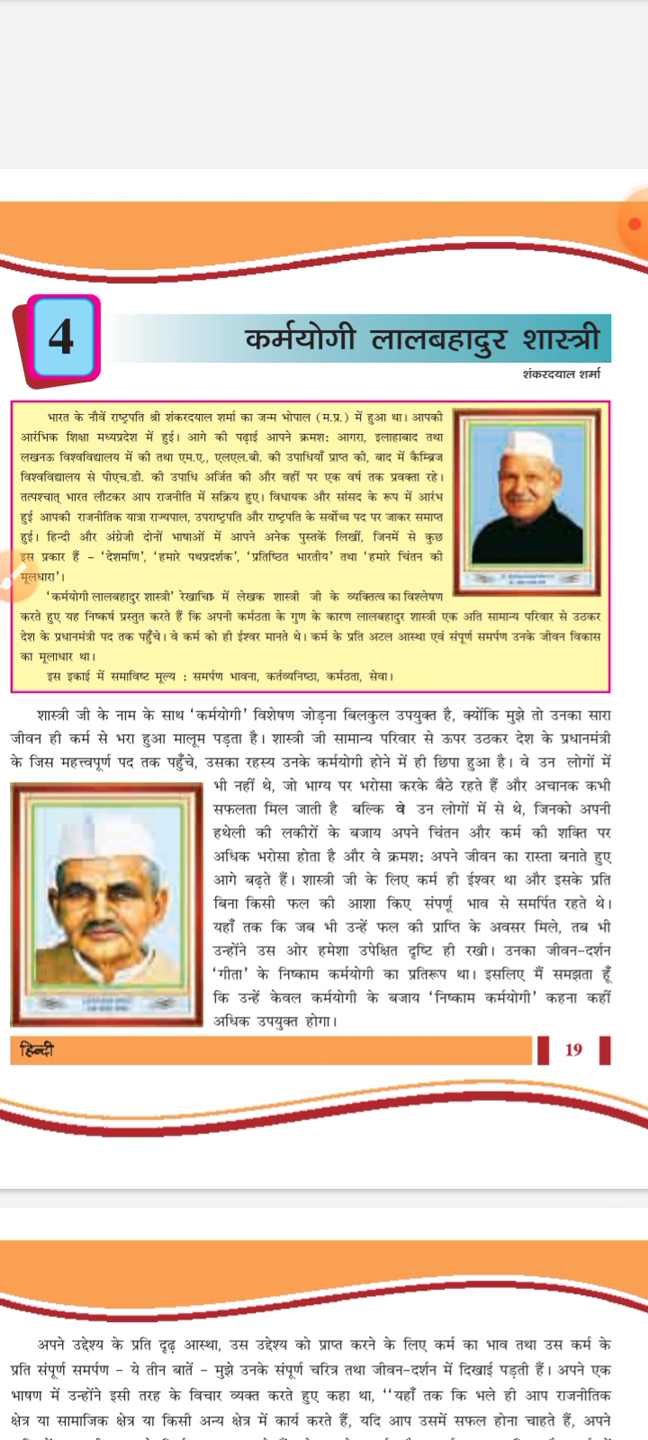 4
कर्मयोगी लालबहादुर शास्त्री
शंकरदयाल शर्मा
भारत के नौवें राष्ट्रपति श्री शंकरदयाल शर्मा का जन्म भोपाल (म.प्र.) में हुआ था। आपकी
आरंभिक शिक्षा मध्यप्रदेश में हुई। आगे की पढ़ाई आपने क्रमश: आगरा, इलाहाबाद तथा
लखनऊ विश्वविद्यालय में की तथा एम.ए., एलएल.बी. की उपाधियाँ प्राप्त की, बाद में कैम्ब्रिज
विश्वविद्यालय से पीएच.डी. की उपाधि अर्जित की और वहीं पर एक वर्ष तक प्रवक्ता रहे।
तत्पश्चात् भारत लौटकर आप राजनीति में सक्रिय हुए। विधायक और सांसद के रूप में आरंभ
हुई आपकी राजनीतिक यात्रा राज्यपाल, उपराष्ट्रपति और राष्ट्रपति के सर्वोच्च पद पर जाकर समाप्त
हुई। हिन्दी और अंग्रेजी दोनों भाषाओं में आपने अनेक पुस्तकें लिखीं, जिनमें से कुछ
इस प्रकार हैं - 'देशमणि', 'हमारे पथप्रदर्शक', 'प्रतिष्ठित भारतीय' तथा 'हमारे चिंतन की
मूलधारा'।
'कर्मयोगी लालबहादुर शास्त्री' रेखाचित्र में लेखक शास्त्री जी के व्यक्तित्व का विश्लेषण
करते हुए यह निष्कर्ष प्रस्तुत करते हैं कि अपनी कर्मठता के गुण के कारण लालबहादुर शास्त्री एक अति सामान्य परिवार से उठकर
देश के प्रधानमंत्री पद तक पहुँचे। वे कर्म को ही ईश्वर मानते थे। कर्म के प्रति अटल आस्था एवं संपूर्ण समर्पण उनके जीवन विकास
का मूलाधार था।
इस इकाई में समाविष्ट मूल्य : समर्पण भावना, कर्तव्यनिष्ठा, कर्मठता, सेवा।
शास्त्री जी के नाम के साथ 'कर्मयोगी' विशेषण जोड़ना बिलकुल उपयुक्त है, क्योंकि मुझे तो उनका सारा
जीवन ही कर्म से भरा हुआ मालूम पड़ता है। शास्त्री जी सामान्य परिवार से ऊपर उठकर देश के प्रधानमंत्री
के जिस महत्त्वपूर्ण पद तक पहुँचे, उसका रहस्य उनके कर्मयोगी होने में ही छिपा हुआ है। वे उन लोगों में
भी नहीं थे, जो भाग्य पर भरोसा करके बैठे रहते हैं और अचानक कभी
सफलता मिल जाती है बल्कि वे उन लोगों में से थे, जिनको अपनी
हथेली की लकीरों के बजाय अपने चिंतन और कर्म की शक्ति पर
अधिक भरोसा होता है और वे क्रमश: अपने जीवन का रास्ता बनाते हुए
आगे बढ़ते हैं। शास्त्री जी के लिए कर्म ही ईश्वर था और इसके प्रति
बिना किसी फल की आशा किए संपर्णू भाव से समर्पित रहते थे।
यहाँ तक कि जब भी उन्हें फल की प्राप्ति के अवसर मिले, तब भी
उन्होंने उस ओर हमेशा उपेक्षित दृष्टि ही रखी। उनका जीवन-दर्शन
'गीता' के निष्काम कर्मयोगी का प्रतिरूप था। इसलिए मैं समझता हूँ
कि उन्हें केवल कर्मयोगी के बजाय 'निष्काम कर्मयोगी' कहना कहीं
अधिक उपयुक्त होगा।
हिन्दी
19
अपने उद्देश्य के प्रति दृढ़ आस्था, उस उद्देश्य को प्राप्त करने के लिए कर्म का भाव तथा उस कर्म के
प्रति संपूर्ण समर्पण - ये तीन बातें - मुझे उनके संपूर्ण चरित्र तथा जीवन-दर्शन में दिखाई पड़ती हैं। अपने एक
भाषण में उन्होंने इसी तरह के विचार व्यक्त करते हुए कहा था, "यहाँ तक कि भले ही आप राजनीतिक
क्षेत्र या सामाजिक क्षेत्र या किसी अन्य क्षेत्र में कार्य करते हैं, यदि आप उसमें सफल होना चाहते हैं, अपने